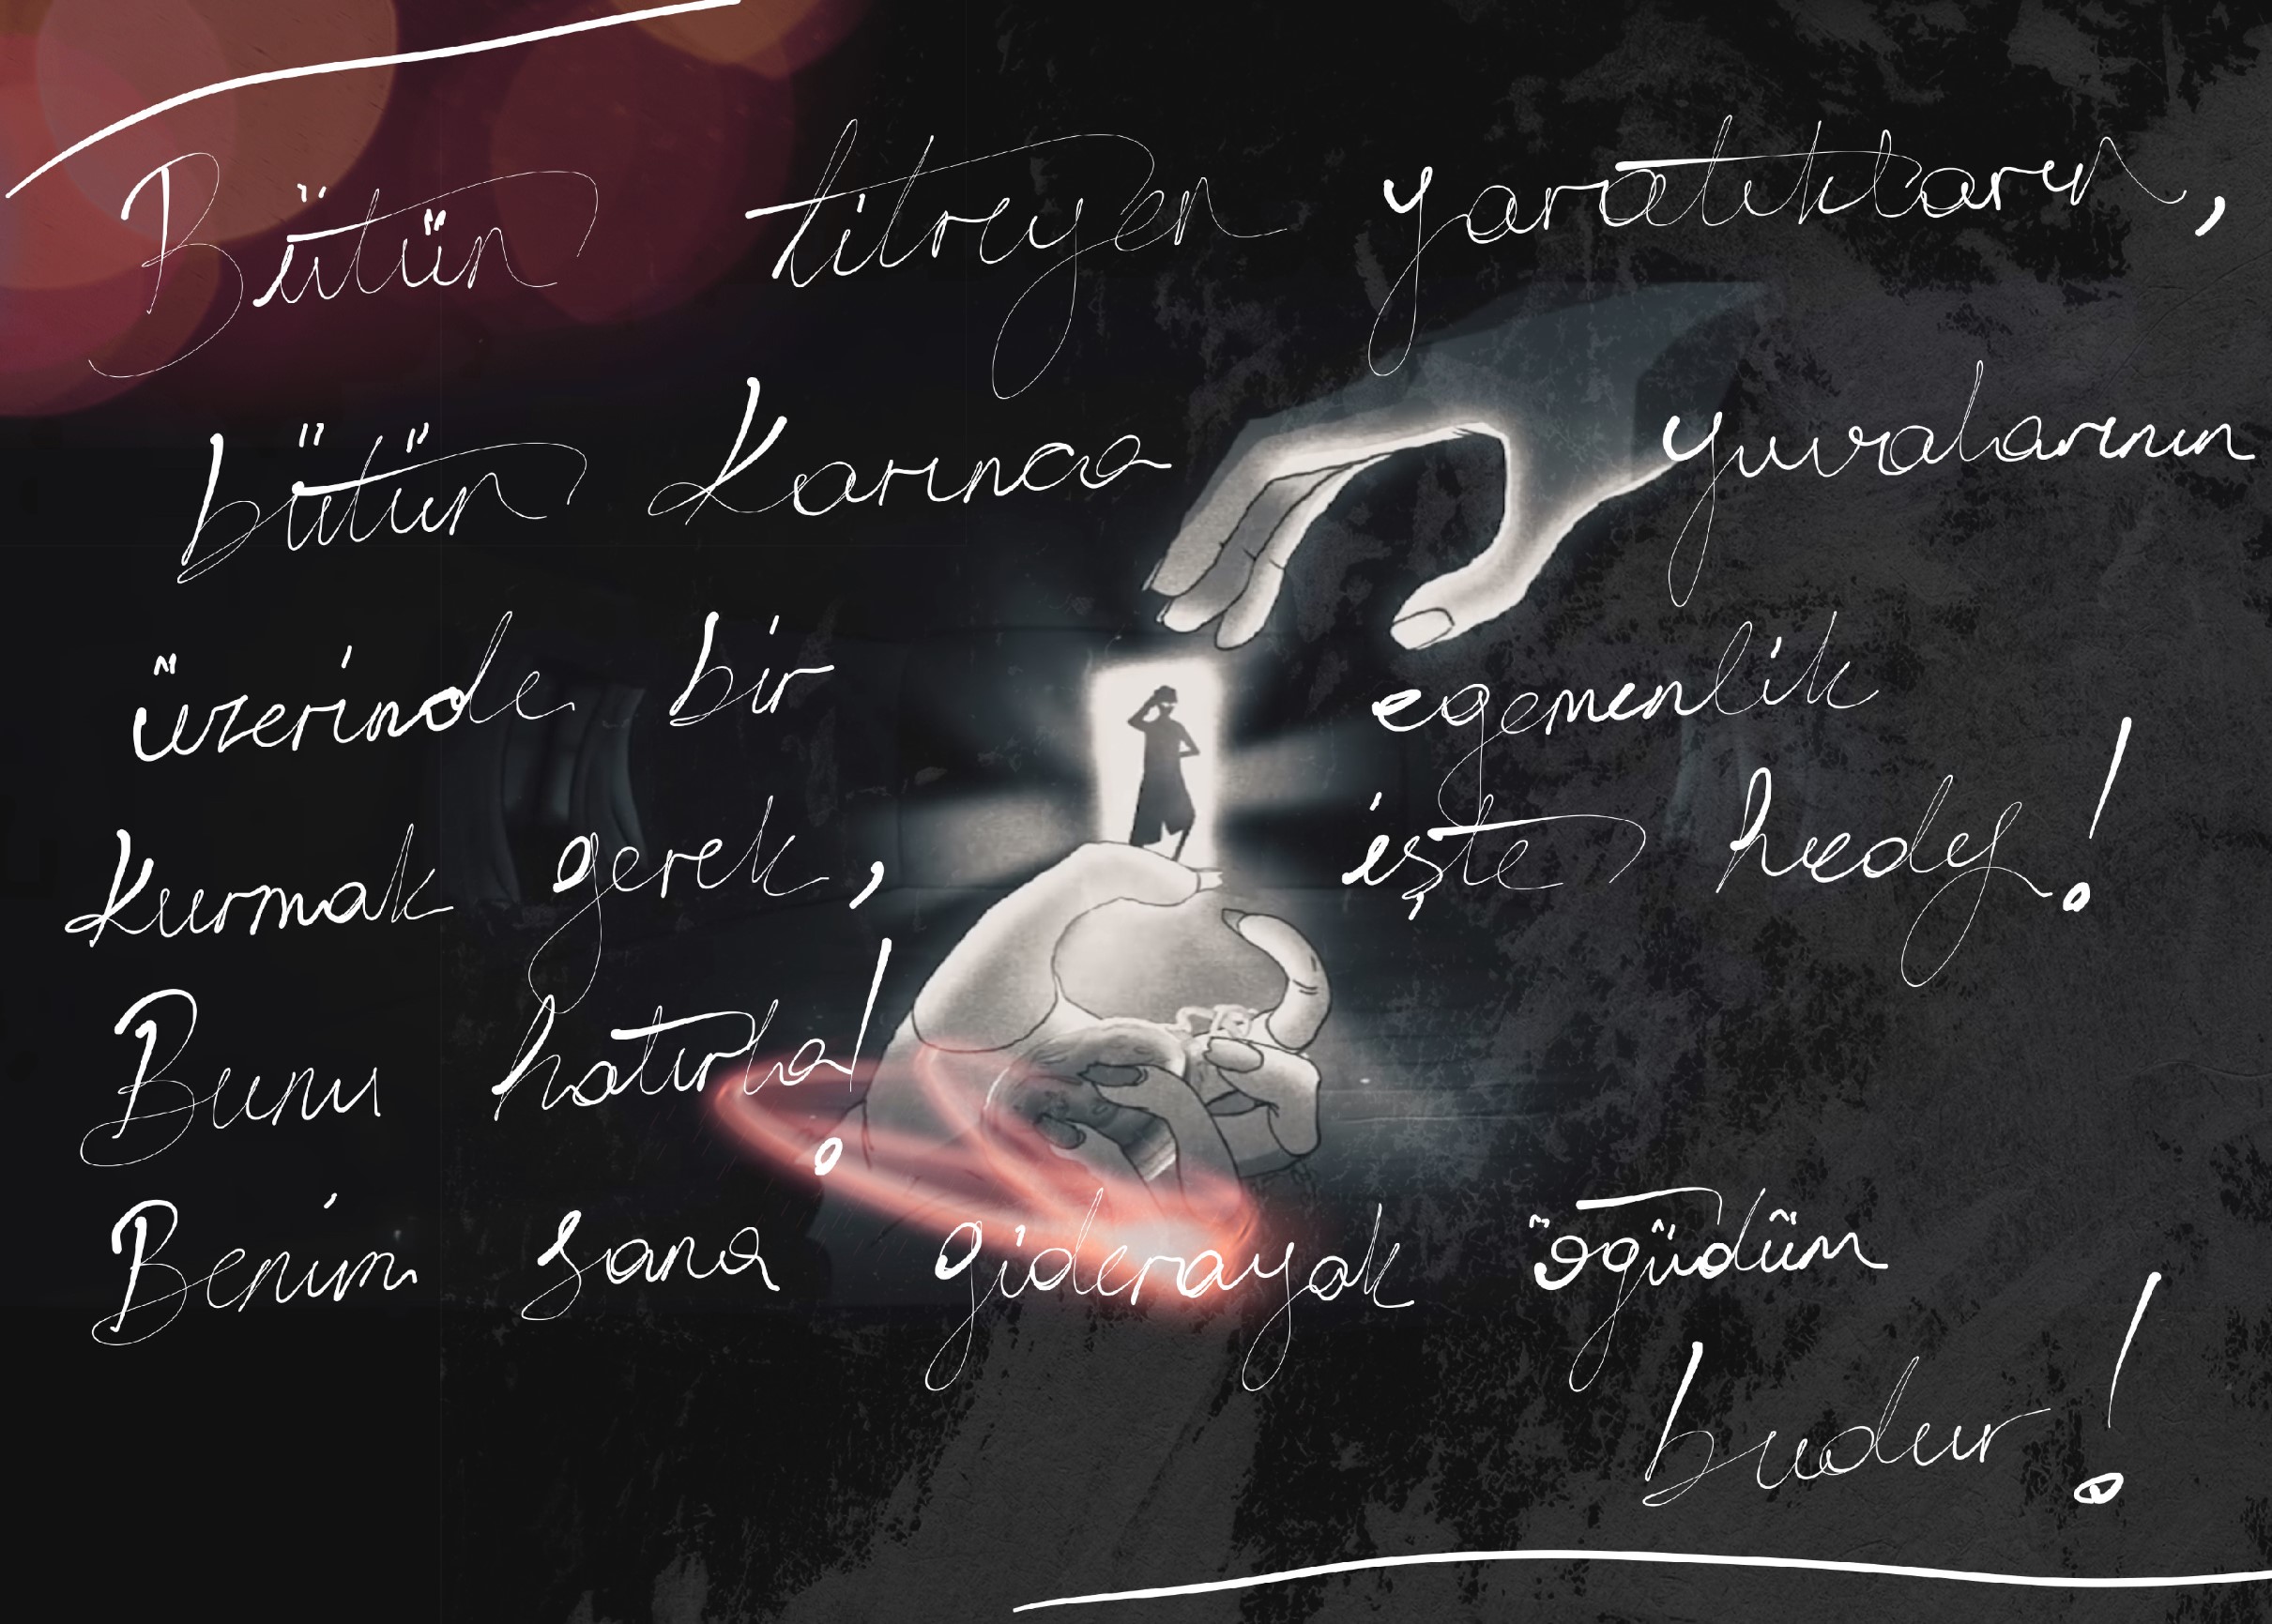 Bütün titreyen yaratıkların,
bütün karınca yuvalarının
üzerinde bir egemenlik
kurmak gerek, işte hedef!
Bunu hatırla!
Benim sana giderayak öğüdüm
budur!